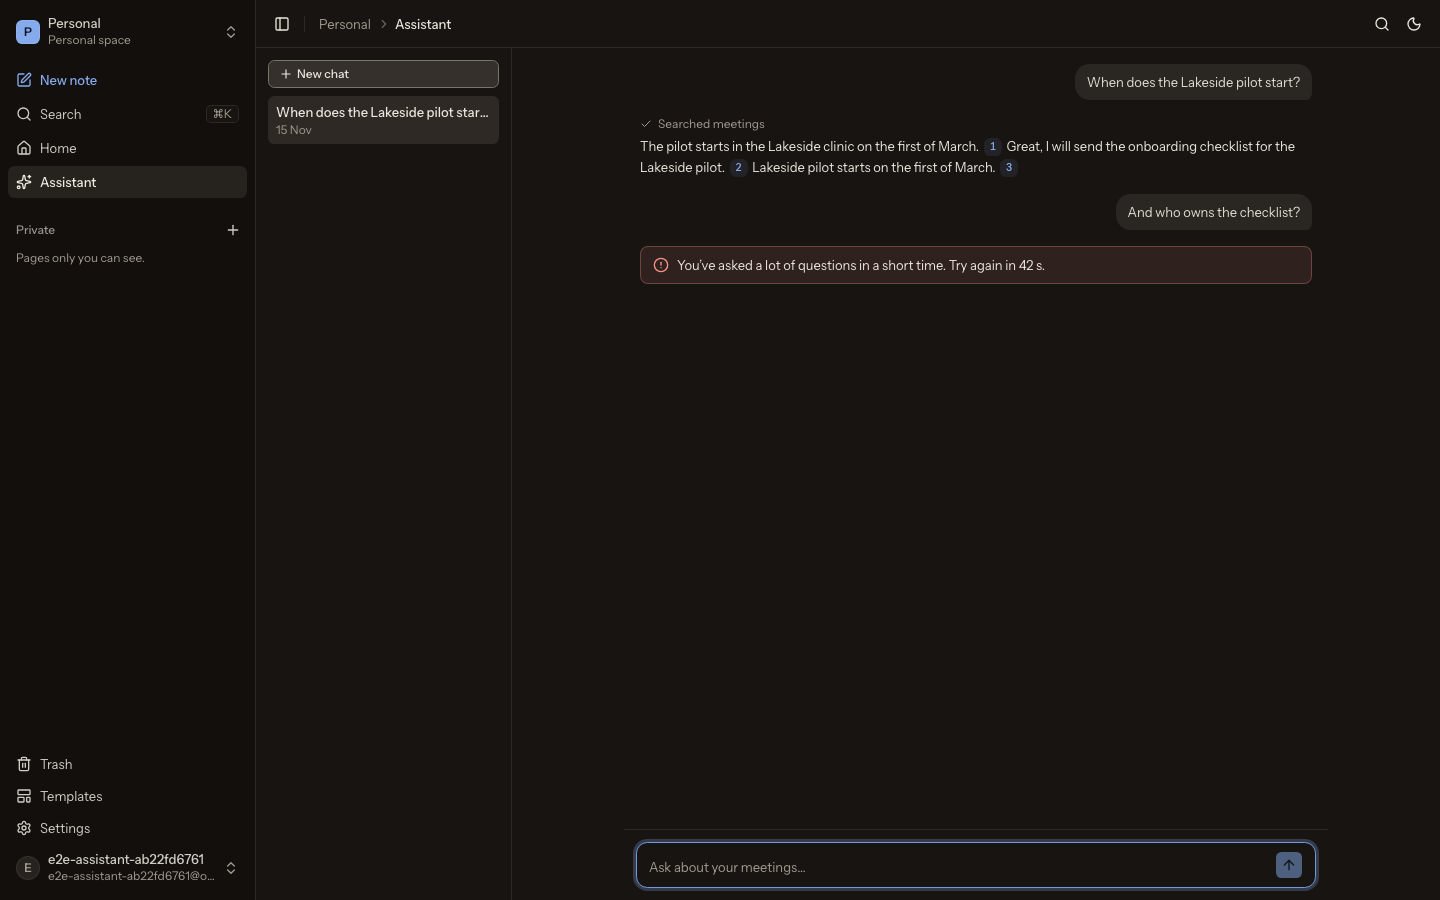 P
Personal
Personal space
New note
Search
⌘K
Home
Assistant
Private
Pages only you can see.
Trash
Templates
Settings
E
e2e-assistant-ab22fd6761
e2e-assistant-ab22fd6761@o...
Personal
Assistant
New chat
When does the Lakeside pilot star...
15 Nov
When does the Lakeside pilot start?
Searched meetings
The pilot starts in the Lakeside clinic on the first of March. 1 Great, I will send the onboarding checklist for the
Lakeside pilot. 2 Lakeside pilot starts on the first of March. 3
And who owns the checklist?
You've asked a lot of questions in a short time. Try again in 42 s.
Ask about your meetings...